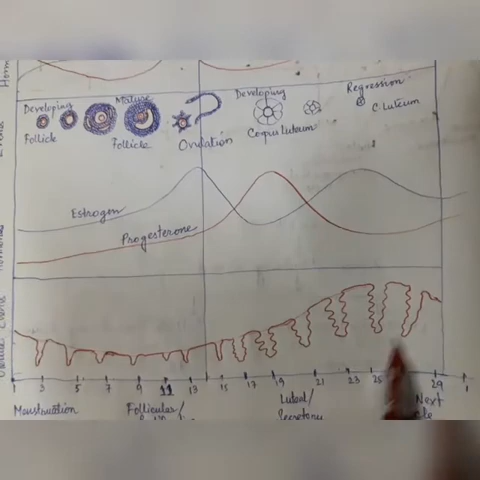 Developing
Follicle
Mature
Follicle
Ovulation
Developing
Corpus luteum
Regression
C. luteum
Estrogen
Progesterone
3 5 7 9 11 13 15 17 19 21 23 25 29 1
Menstruation
Follicular/
Luteal/
Secretory
Next